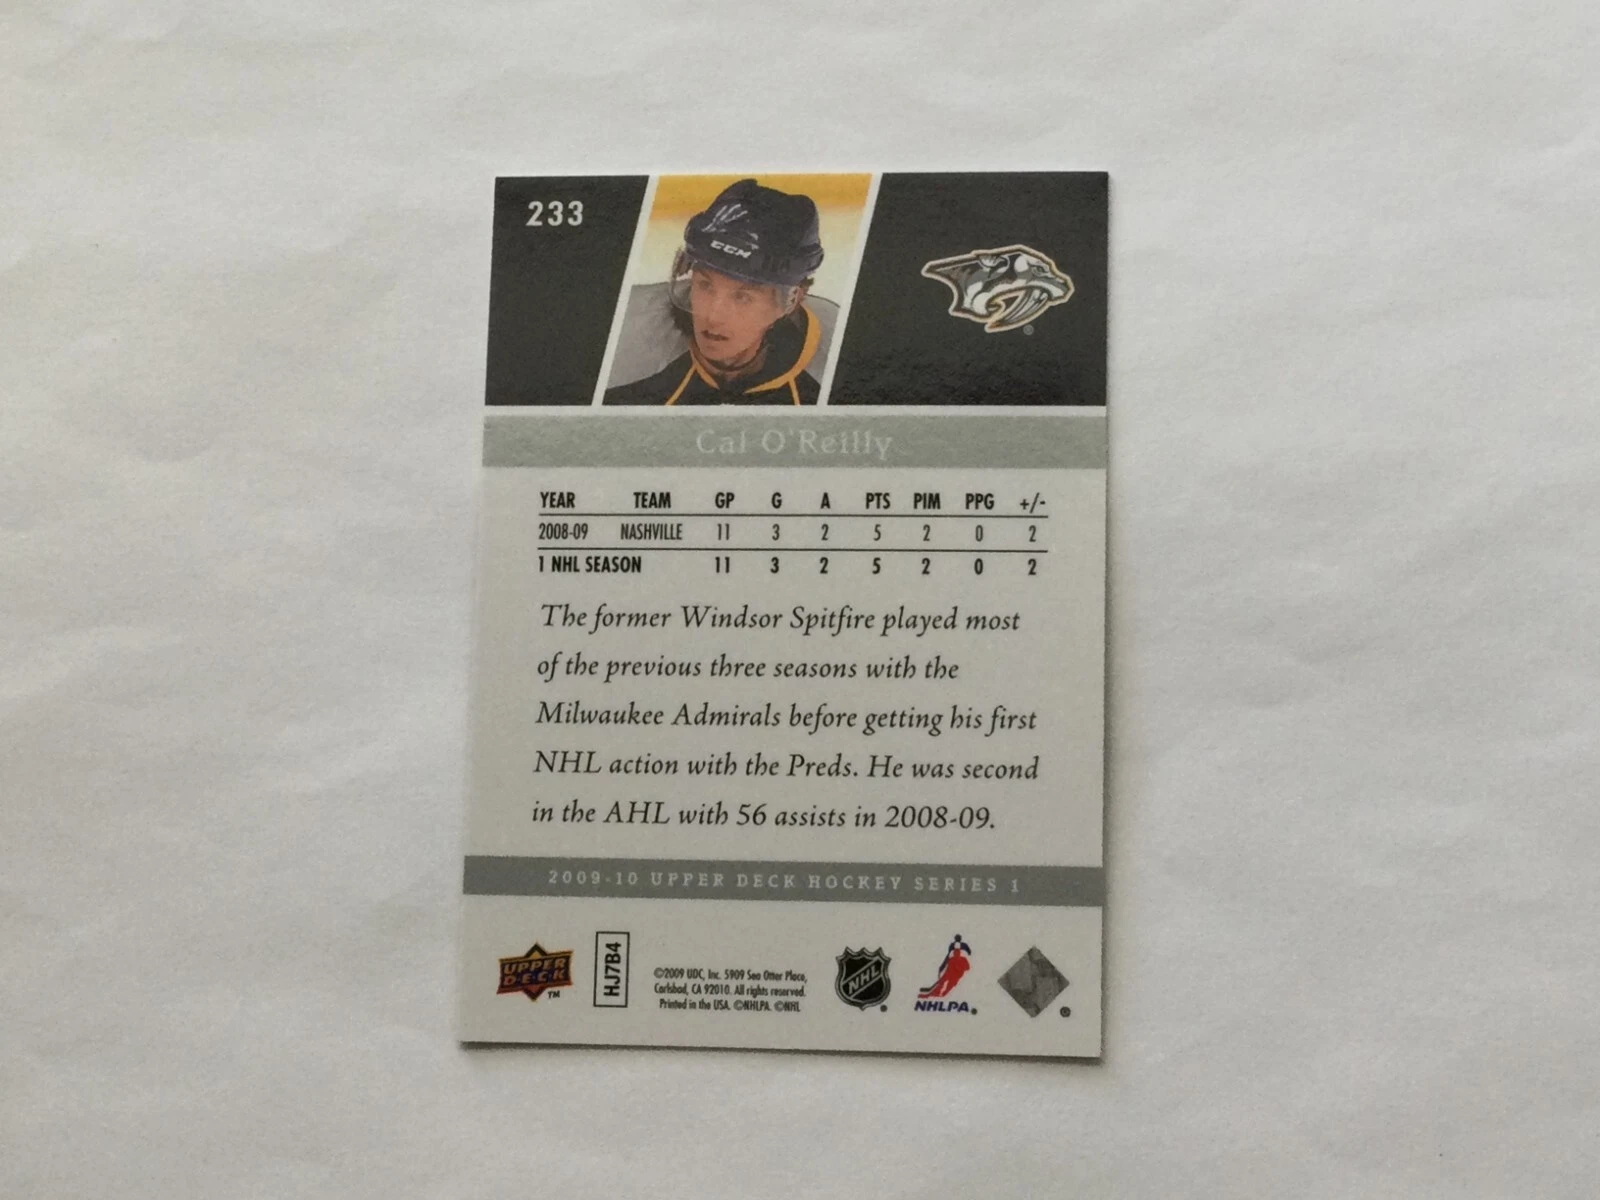 233
CCM
Cal O'Reilly
YEAR TEAM GP G A PTS PIM PPG +/-
2008-09 NASHVILLE 11 3 2 5 2 0 2
1 NHL SEASON 11 3 2 5 2 0 2
The former Windsor Spitfire played most
of the previous three seasons with the
Milwaukee Admirals before getting his first
NHL action with the Preds. He was second
in the AHL with 56 assists in 2008-09.
2009-10 UPPER DECK HOCKEY SERIES 1
UPPER
DECK
TM
HJ7B4
©2009 UDC, Inc. 5909 Sea Otter Place,
Carlsbad, CA 92010. All rights reserved.
Printed in the USA. ©NHLPA. ©NHL
NHL
NHLPA.
®